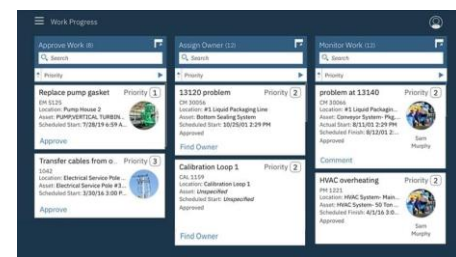 Work Progress
Approve Work (8)
Search
Priority
Replace pump gasket Priority 1
EM 5125
Location: Pump House 2
Asset: PUMP,VERTICAL TURBIN...
Scheduled Start: 7/28/19 6:59 A...
Approve
Transfer cables from o... Priority 3
1042
Location: Electrical Service Pole ...
Asset: Electrical Service Pole #3...
Scheduled Start: 3/30/16 3:00 P...
Approve
Assign Owner (12)
Search
Priority
13120 problem Priority 2
CM 30056
Location: #1 Liquid Packaging Line
Asset: Bottom Sealing System
Scheduled Start: 10/25/01 2:29 PM
Approved
Find Owner
Calibration Loop 1 Priority 2
CAL 1159
Location: Calibration Loop 1
Asset: Unspecified
Scheduled Start: Unspecified
Approved
Find Owner
Monitor Work (13)
Search
Priority
problem at 13140 Priority 2
CM 30066
Location: #1 Liquid Packagin...
Asset: Conveyor System- Pkg...
Actual Start: 8/11/01 2:29 PM
Scheduled Finish: 8/12/01 2:...
Approved
Sam
Murphy
Comment
HVAC overheating Priority 2
PM 1221
Location: HVAC System- Main...
Asset: HVAC System- 50 Ton ...
Scheduled Finish: 4/1/16 3:0...
Approved
Sam
Murphy